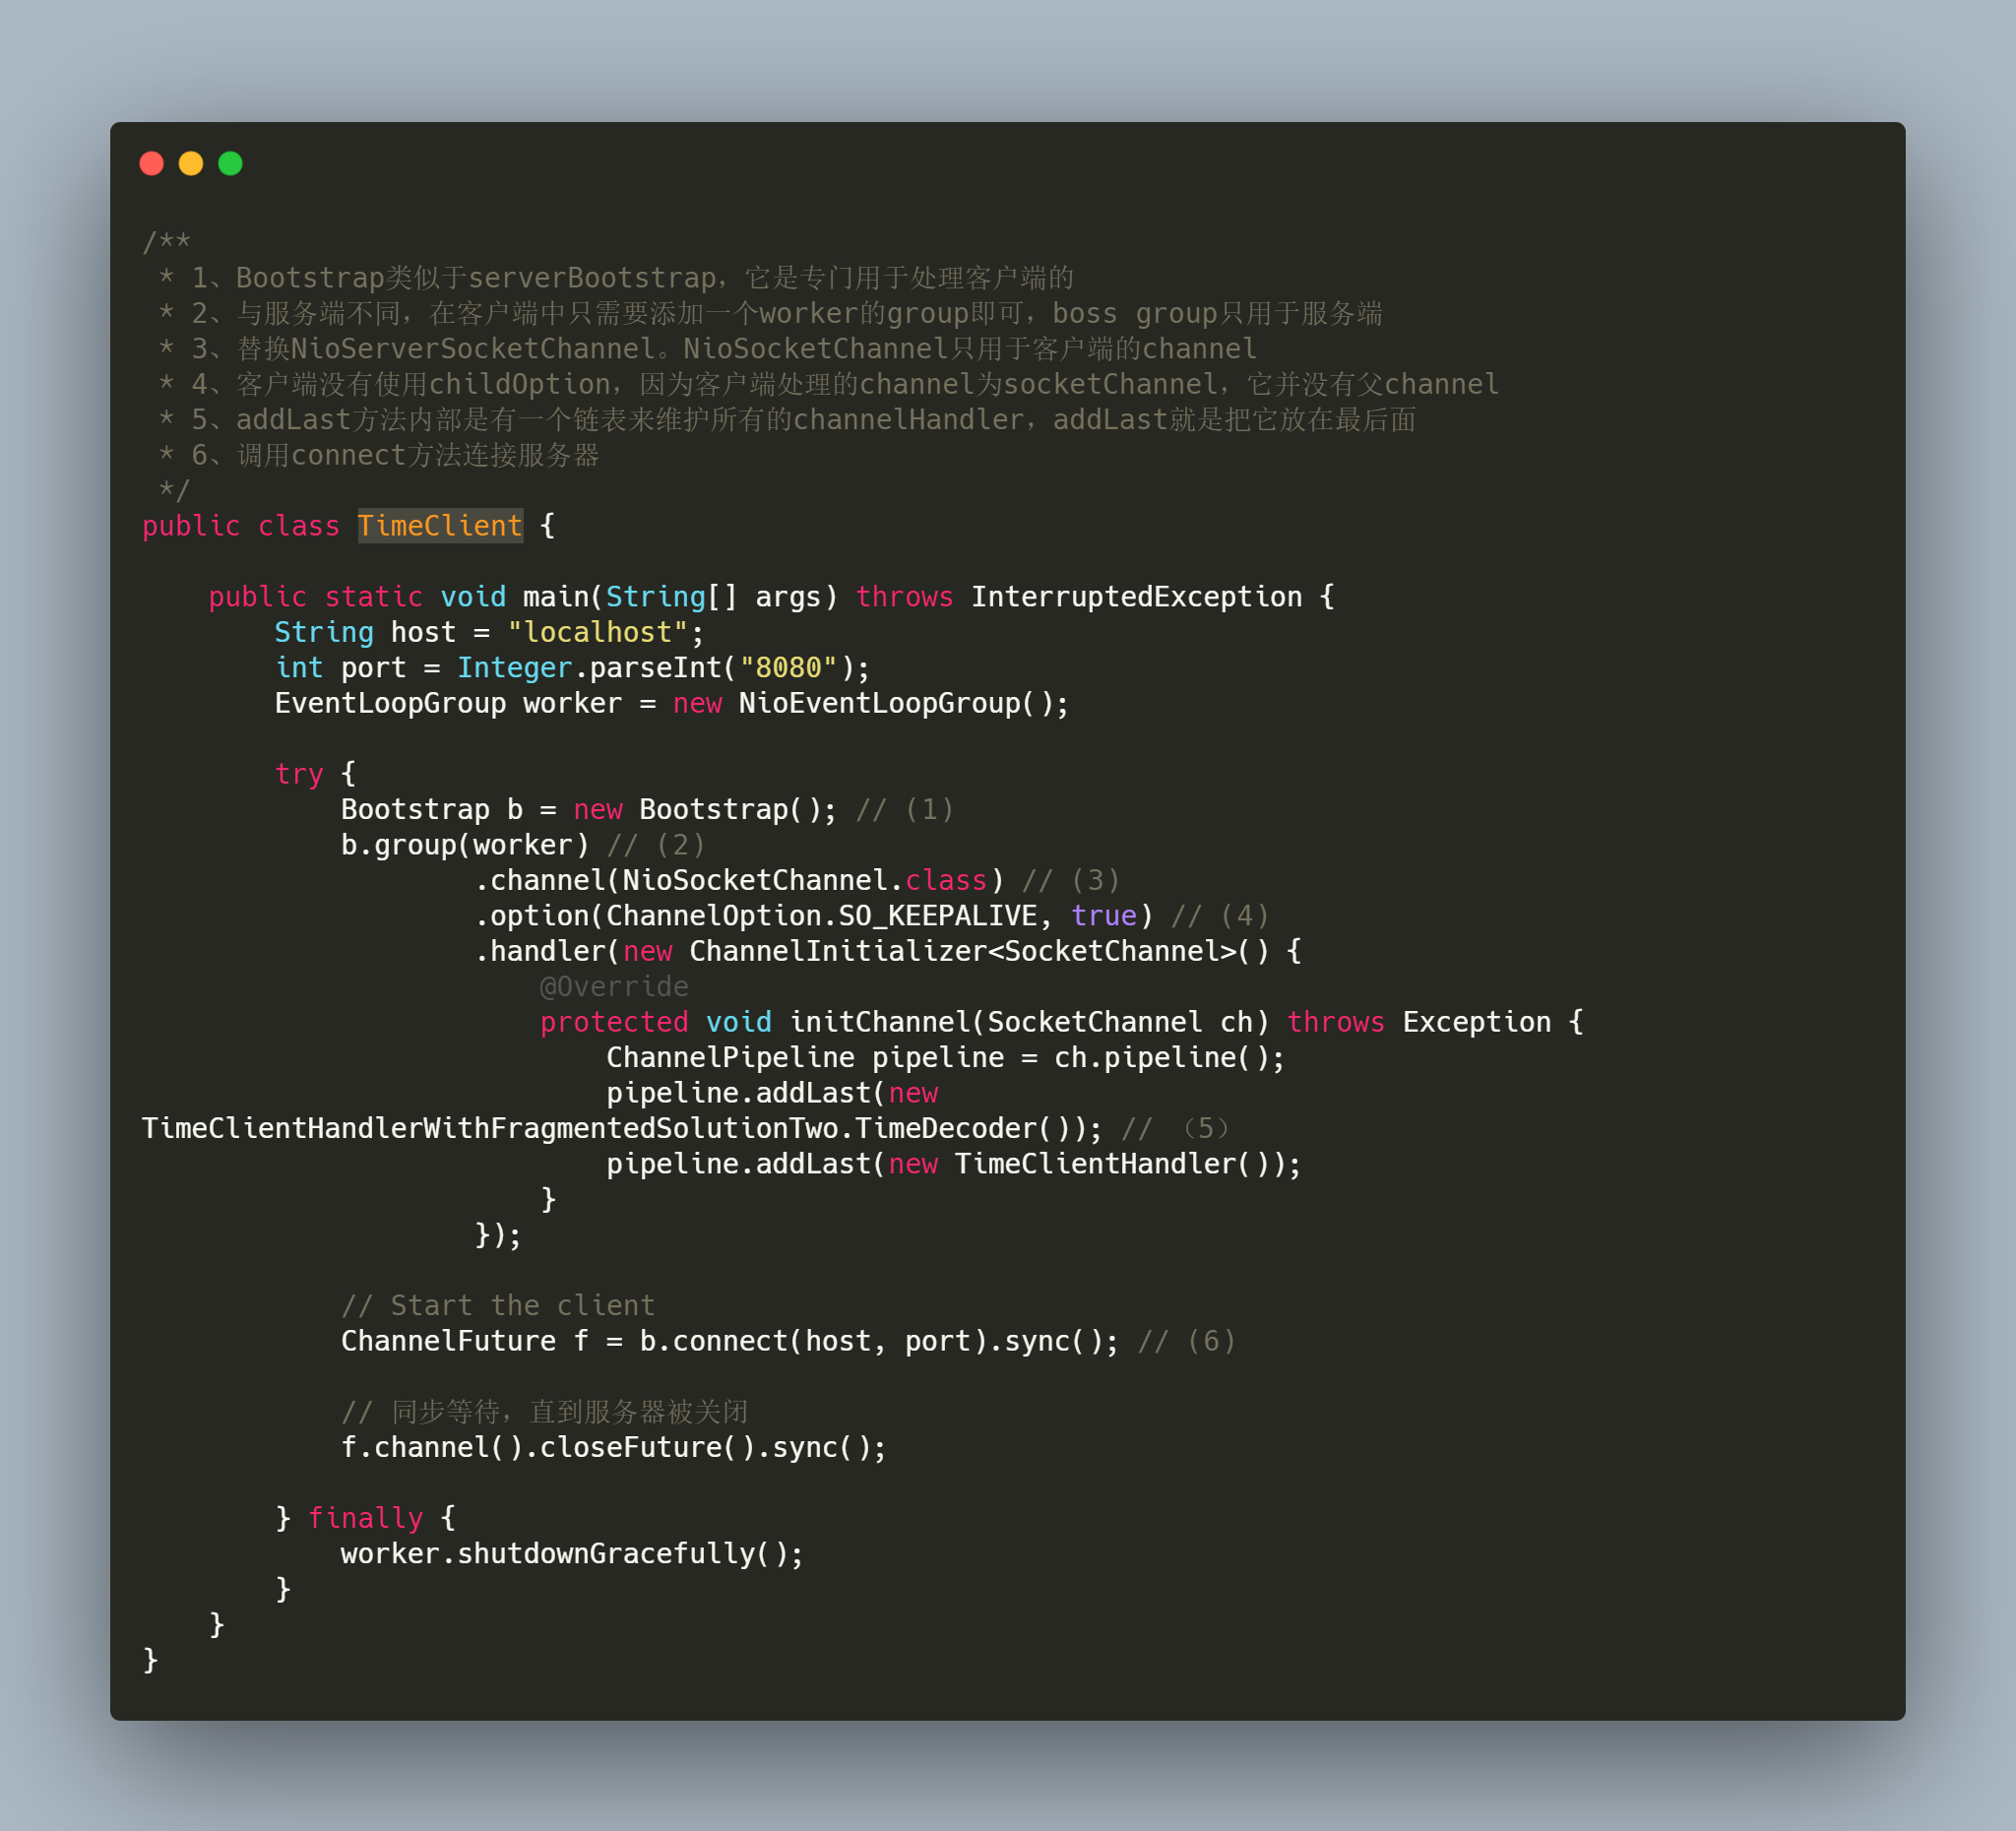 /**
 * 1、Bootstrap类似于serverBootstrap，它是专门用于处理客户端的
 * 2、与服务端不同，在客户端中只需要添加一个worker的group即可，boss group只用于服务端
 * 3、替换NioServerSocketChannel。NioSocketChannel只用于客户端的channel
 * 4、客户端没有使用childOption，因为客户端处理的channel为socketChannel，它并没有父channel
 * 5、addLast方法内部是有一个链表来维护所有的channelHandler，addLast就是把它放在最后面
 * 6、调用connect方法连接服务器
 */
public class TimeClient {
    public static void main(String[] args) throws InterruptedException {
        String host = "localhost";
        int port = Integer.parseInt("8080");
        EventLoopGroup worker = new NioEventLoopGroup();
        try {
            Bootstrap b = new Bootstrap(); // (1)
            b.group(worker) // (2)
                    .channel(NioSocketChannel.class) // (3)
                    .option(ChannelOption.SO_KEEPALIVE, true) // (4)
                    .handler(new ChannelInitializer<SocketChannel>() {
                        @Override
                        protected void initChannel(SocketChannel ch) throws Exception {
                            ChannelPipeline pipeline = ch.pipeline();
                            pipeline.addLast(new
TimeClientHandlerWithFragmentedSolutionTwo.TimeDecoder()); // （5）
                            pipeline.addLast(new TimeClientHandler());
                        }
                    });
            // Start the client
            ChannelFuture f = b.connect(host, port).sync(); // (6)
            // 同步等待，直到服务器被关闭
            f.channel().closeFuture().sync();
        } finally {
            worker.shutdownGracefully();
        }
    }
}